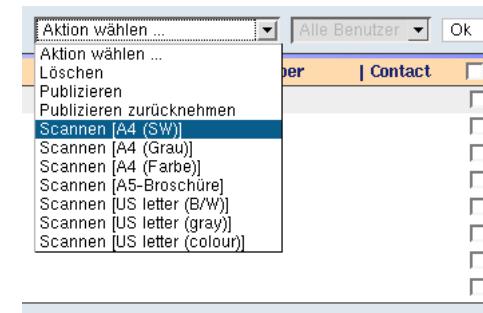 Aktion wählen ... Alle Benutzer Ok
Aktion wählen ...
Löschen ber | Contact
Publizieren
Publizieren zurücknehmen
Scannen [A4 (SW)]
Scannen [A4 (Grau)]
Scannen [A4 (Farbe)]
Scannen [A5-Broschüre]
Scannen [US letter (B/W)]
Scannen [US letter (gray)]
Scannen [US letter (colour)]